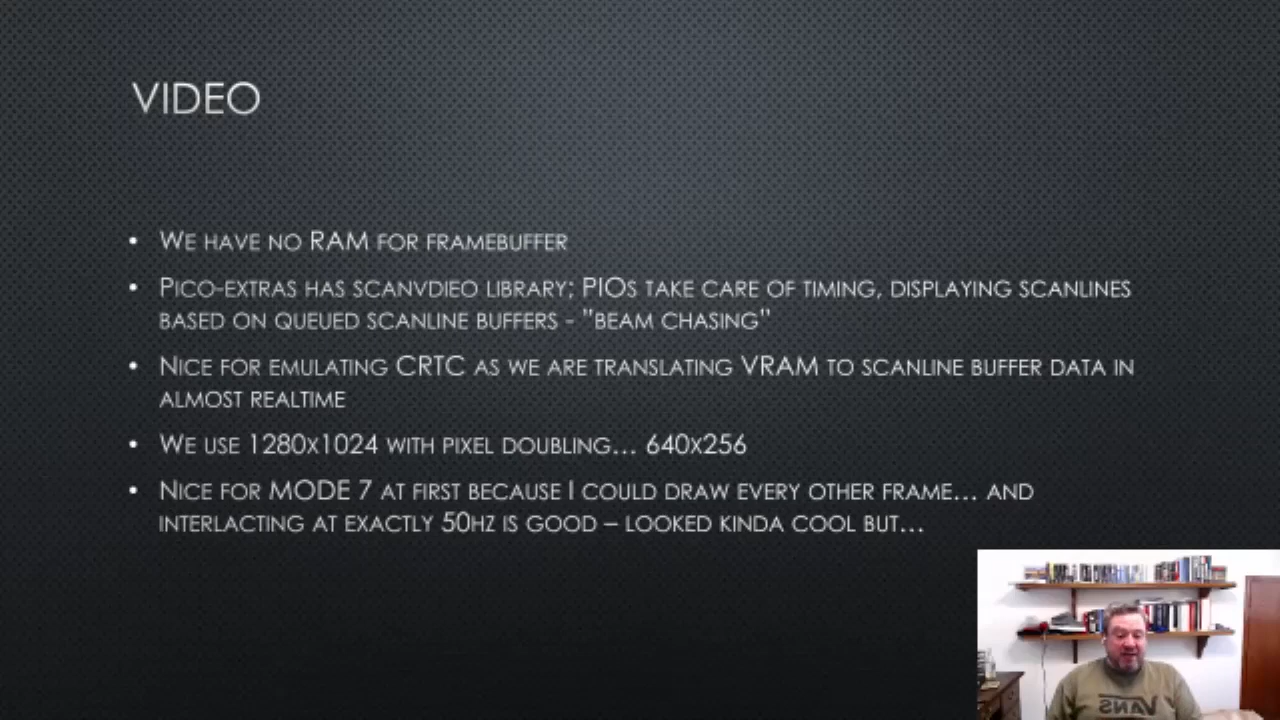 VIDEO
• WE HAVE NO RAM FOR FRAMEBUFFER
• PICO-EXTRAS HAS SCANVDIEO LIBRARY; PIOS TAKE CARE OF TIMING, DISPLAYING SCANLINES
BASED ON QUEUED SCANLINE BUFFERS - "BEAM CHASING"
• NICE FOR EMULATING CRTC AS WE ARE TRANSLATING VRAM TO SCANLINE BUFFER DATA IN
ALMOST REALTIME
• WE USE 1280X1024 WITH PIXEL DOUBLING... 640X256
• NICE FOR MODE 7 AT FIRST BECAUSE I COULD DRAW EVERY OTHER FRAME... AND
INTERLACTING AT EXACTLY 50HZ IS GOOD – LOOKED KINDA COOL BUT...
VANS